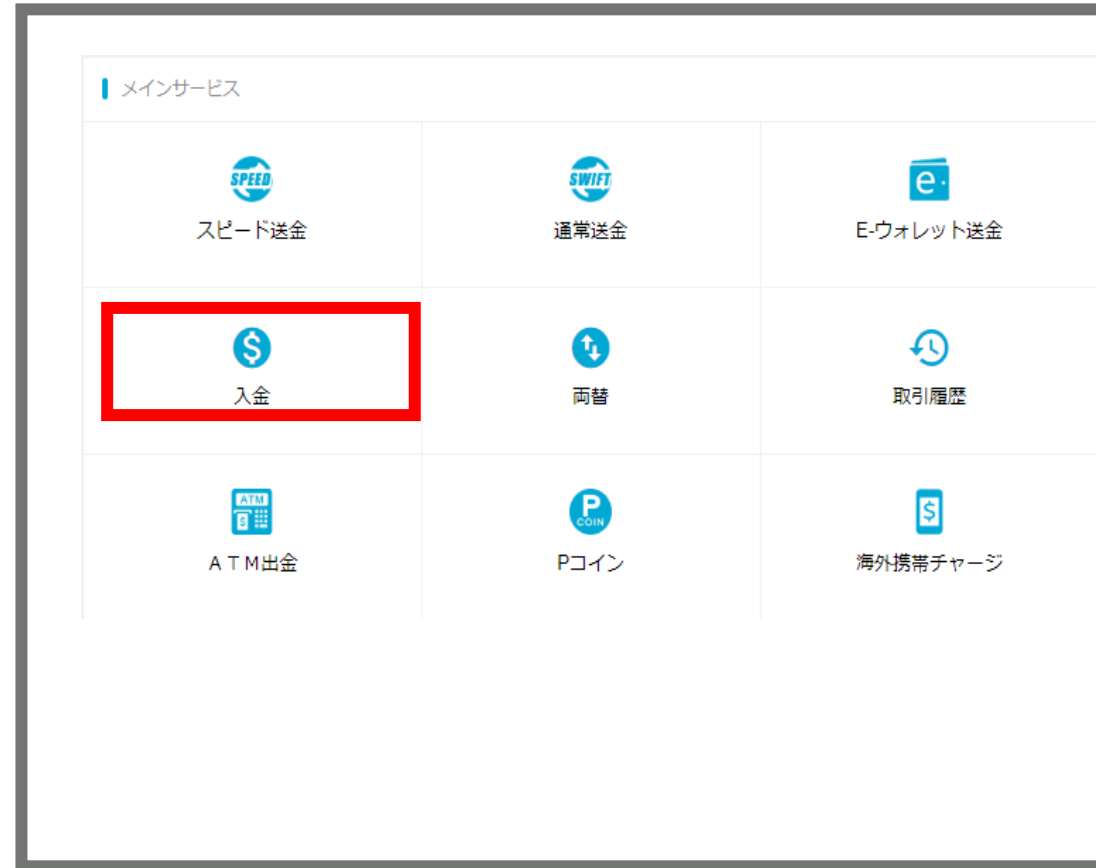 メインサービス
SPEED
スピード送金
SWIFT
通常送金
e
E-ウォレット送金
$
入金
両替
取引履歴
ATM
$
ＡＴＭ出金
P
COIN
Pコイン
$
海外携帯チャージ